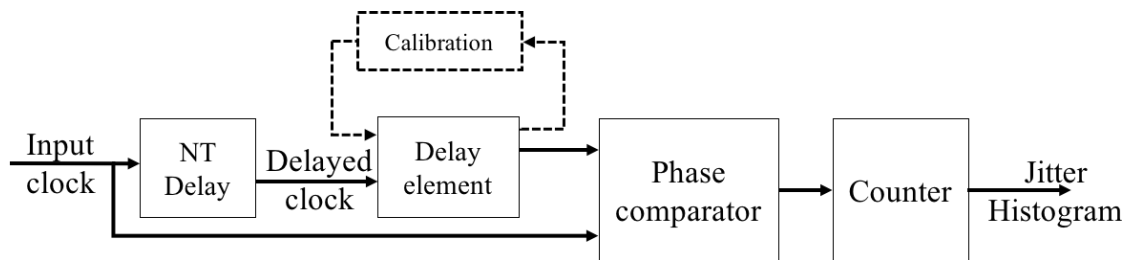 Calibration
Input
clock
NT
Delay
Delayed
clock
Delay
element
Phase
comparator
Counter
Jitter
Histogram